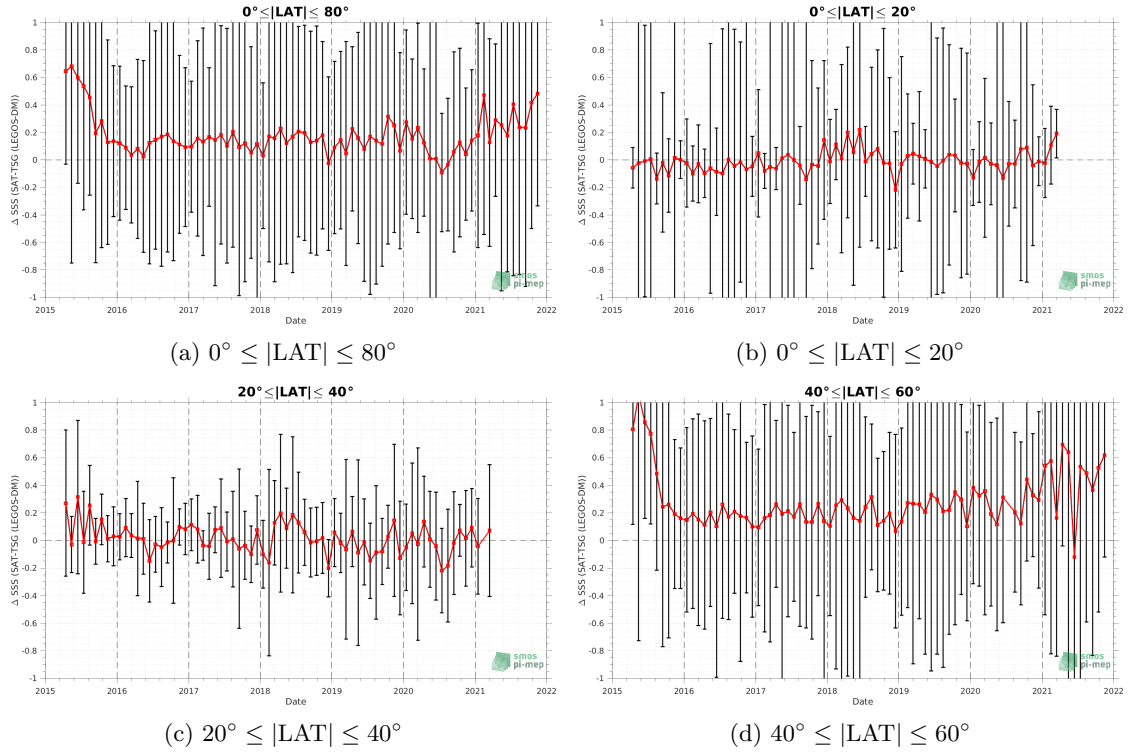 0°≤|LAT|≤ 80°
Δ SSS (SAT-TSG (LEGOS-DM))
1
0.8
0.6
0.4
0.2
0
-0.2
-0.4
-0.6
-0.8
-1
2015 2016 2017 2018 2019 2020 2021 2022
Date
smos
pi-mep
(a) 0° ≤ |LAT| ≤ 80°
0°≤|LAT|≤ 20°
Δ SSS (SAT-TSG (LEGOS-DM))
1
0.8
0.6
0.4
0.2
0
-0.2
-0.4
-0.6
-0.8
-1
2015 2016 2017 2018 2019 2020 2021 2022
Date
smos
pi-mep
(b) 0° ≤ |LAT| ≤ 20°
20°≤|LAT|≤ 40°
Δ SSS (SAT-TSG (LEGOS-DM))
1
0.8
0.6
0.4
0.2
0
-0.2
-0.4
-0.6
-0.8
-1
2015 2016 2017 2018 2019 2020 2021 2022
Date
smos
pi-mep
(c) 20° ≤ |LAT| ≤ 40°
40°≤|LAT|≤ 60°
Δ SSS (SAT-TSG (LEGOS-DM))
1
0.8
0.6
0.4
0.2
0
-0.2
-0.4
-0.6
-0.8
-1
2015 2016 2017 2018 2019 2020 2021 2022
Date
smos
pi-mep
(d) 40° ≤ |LAT| ≤ 60°